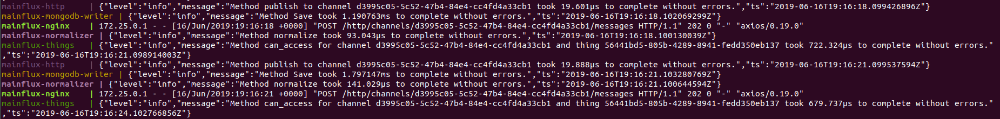 mainflux-http     | {"level":"info","message":"Method publish to channel d3995c05-5c52-47b4-84e4-cc4fd4a33cb1 took 19.601µs to complete without errors.","ts":"2019-06-16T19:16:18.099426896Z"}
mainflux-mongodb-writer | {"level":"info","message":"Method Save took 1.190763ms to complete without errors.","ts":"2019-06-16T19:16:18.102069299Z"}
mainflux-nginx    | 172.25.0.1 - - [16/Jun/2019:19:16:18 +0000] "POST /http/channels/d3995c05-5c52-47b4-84e4-cc4fd4a33cb1/messages HTTP/1.1" 202 0 "-" "axios/0.19.0"
mainflux-normalizer | {"level":"info","message":"Method normalize took 93.043µs to complete without errors.","ts":"2019-06-16T19:16:18.100130039Z"}
mainflux-things   | {"level":"info","message":"Method can_access for channel d3995c05-5c52-47b4-84e4-cc4fd4a33cb1 and thing 56441bd5-805b-4289-8941-fedd350eb137 took 722.324µs to complete without errors."
,"ts":"2019-06-16T19:16:21.098914003Z"}
mainflux-http     | {"level":"info","message":"Method publish to channel d3995c05-5c52-47b4-84e4-cc4fd4a33cb1 took 19.888µs to complete without errors.","ts":"2019-06-16T19:16:21.099537594Z"}
mainflux-mongodb-writer | {"level":"info","message":"Method Save took 1.797147ms to complete without errors.","ts":"2019-06-16T19:16:21.103280769Z"}
mainflux-normalizer | {"level":"info","message":"Method normalize took 141.029µs to complete without errors.","ts":"2019-06-16T19:16:21.100644594Z"}
mainflux-nginx    | 172.25.0.1 - - [16/Jun/2019:19:16:21 +0000] "POST /http/channels/d3995c05-5c52-47b4-84e4-cc4fd4a33cb1/messages HTTP/1.1" 202 0 "-" "axios/0.19.0"
mainflux-things   | {"level":"info","message":"Method can_access for channel d3995c05-5c52-47b4-84e4-cc4fd4a33cb1 and thing 56441bd5-805b-4289-8941-fedd350eb137 took 679.737µs to complete without errors."
,"ts":"2019-06-16T19:16:24.102766856Z"}